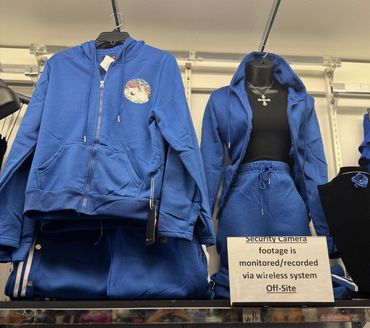 Security Camera
footage is
monitored/recorded
via wireless system
Off-Site